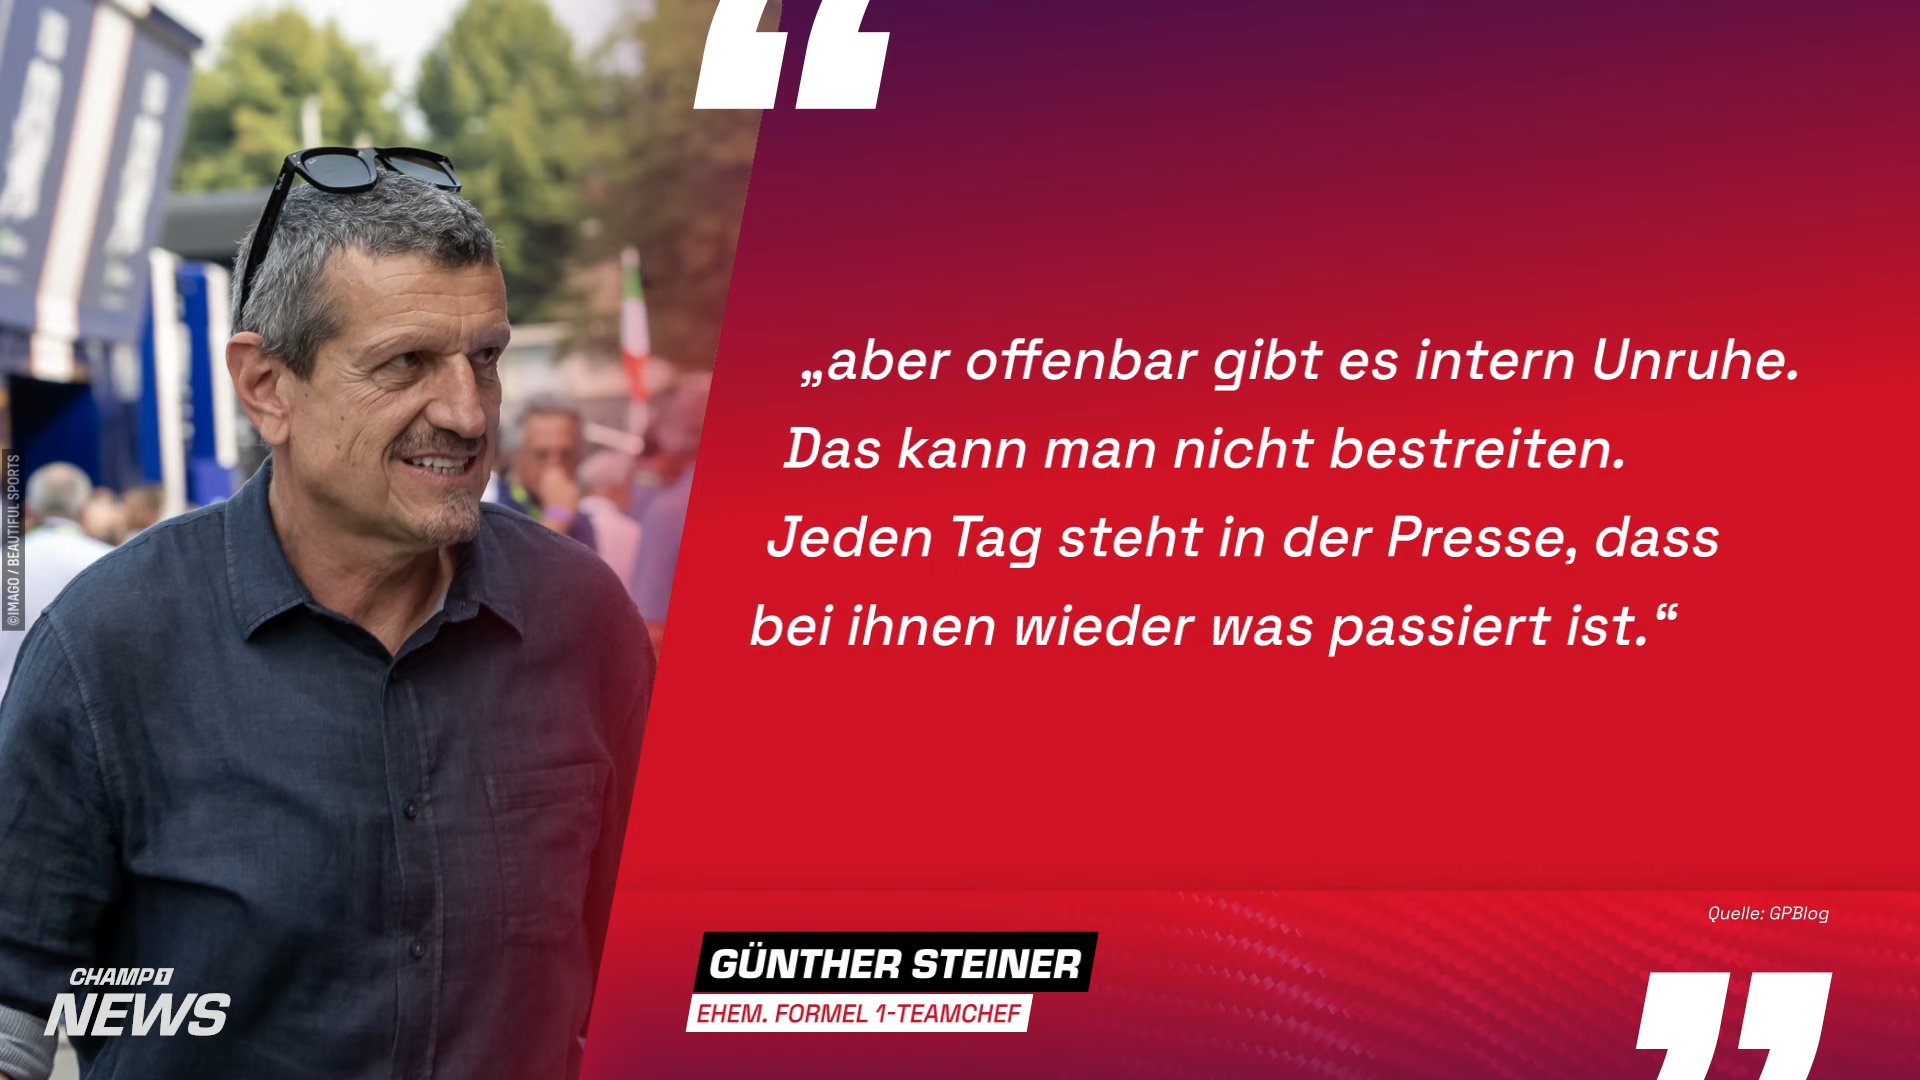 „aber offenbar gibt es intern Unruhe.
Das kann man nicht bestreiten.
Jeden Tag steht in der Presse, dass
bei ihnen wieder was passiert ist.“
Quelle: GPBlog
GÜNTHER STEINER
EHEM. FORMEL 1-TEAMCHEF
CHAMP1
NEWS
©IMAGO / BEAUTIFUL SPORTS